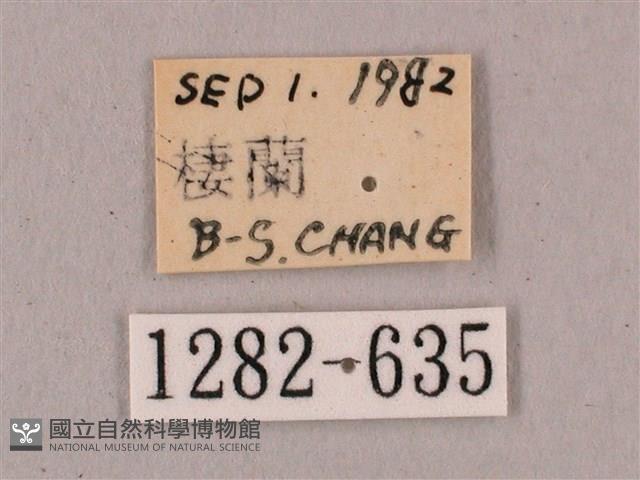 SEP 1. 1982
棲蘭
B-S. CHANG
1282-635
國立自然科學博物館
NATIONAL MUSEUM OF NATURAL SCIENCE